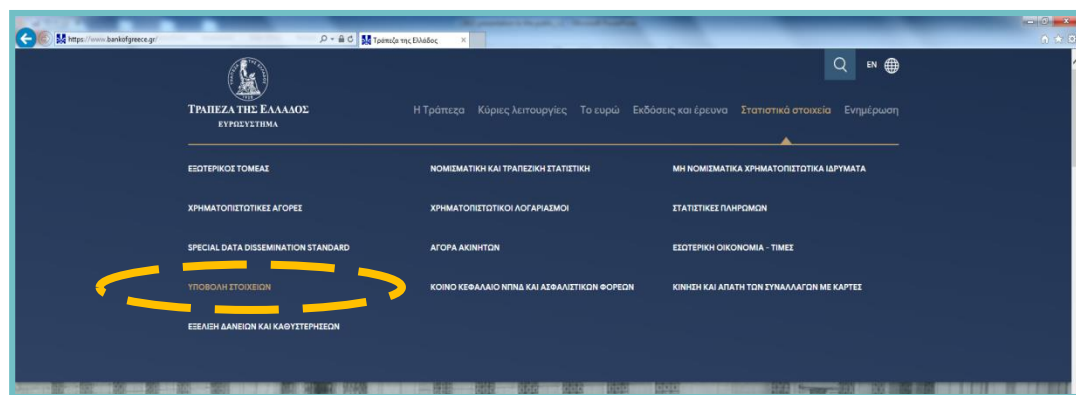 https://www.bankofgreece.gr/
Τράπεζα της Ελλάδος
EN
ΤΡΑΠΕΖΑ ΤΗΣ ΕΛΛΑΔΟΣ
ΕΥΡΩΣΥΣΤΗΜΑ
Η Τράπεζα Κύριες λειτουργίες Το ευρώ Εκδόσεις και έρευνα Στατιστικά στοιχεία Ενημέρωση
ΕΞΩΤΕΡΙΚΟΣ ΤΟΜΕΑΣ ΝΟΜΙΣΜΑΤΙΚΗ ΚΑΙ ΤΡΑΠΕΖΙΚΗ ΣΤΑΤΙΣΤΙΚΗ ΜΗ ΝΟΜΙΣΜΑΤΙΚΑ ΧΡΗΜΑΤΟΠΙΣΤΩΤΙΚΑ ΙΔΡΥΜΑΤΑ
ΧΡΗΜΑΤΟΠΙΣΤΩΤΙΚΕΣ ΑΓΟΡΕΣ ΧΡΗΜΑΤΟΠΙΣΤΩΤΙΚΟΙ ΛΟΓΑΡΙΑΣΜΟΙ ΣΤΑΤΙΣΤΙΚΕΣ ΠΛΗΡΩΜΩΝ
SPECIAL DATA DISSEMINATION STANDARD ΑΓΟΡΑ ΑΚΙΝΗΤΩΝ ΕΣΩΤΕΡΙΚΗ ΟΙΚΟΝΟΜΙΑ - ΤΙΜΕΣ
ΥΠΟΒΟΛΗ ΣΤΟΙΧΕΙΩΝ ΚΟΙΝΟ ΚΕΦΑΛΑΙΟ ΝΠΝΔ ΚΑΙ ΑΣΦΑΛΙΣΤΙΚΩΝ ΦΟΡΕΩΝ ΚΙΝΗΣΗ ΚΑΙ ΑΠΑΤΗ ΤΩΝ ΣΥΝΑΛΛΑΓΩΝ ΜΕ ΚΑΡΤΕΣ
ΕΞΕΛΙΞΗ ΔΑΝΕΙΩΝ ΚΑΙ ΚΑΘΥΣΤΕΡΗΣΕΩΝ